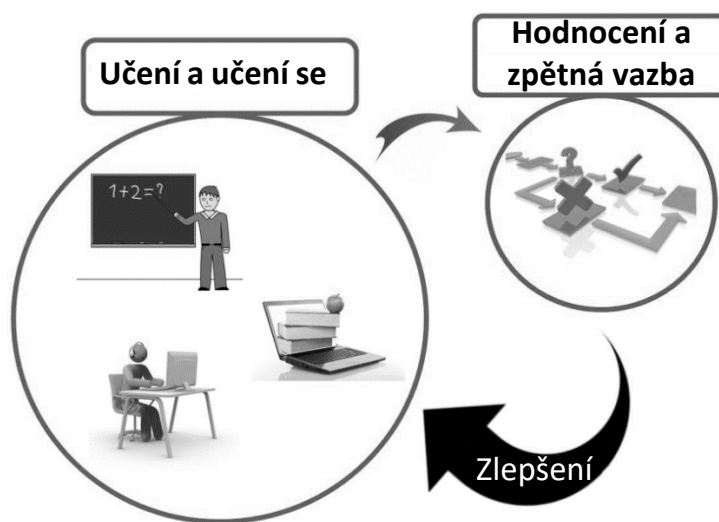 Učení a učení se
Hodnocení a
zpětná vazba
1+2=?
?
Zlepšení